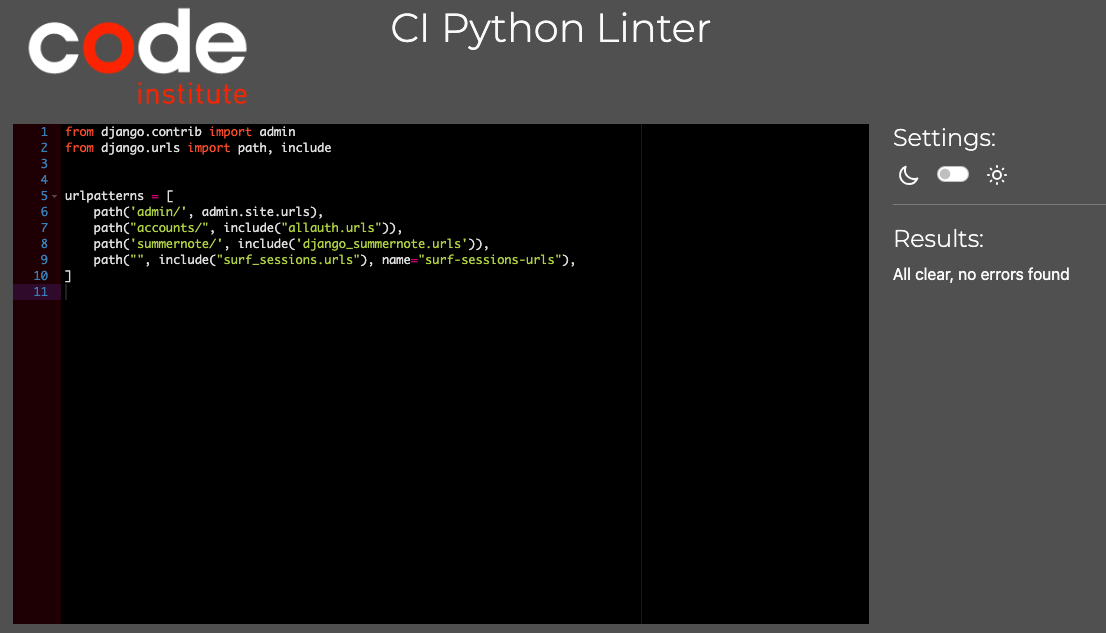 code
institute
CI Python Linter
1 from django.contrib import admin
2 from django.urls import path, include
3
4
5 urlpatterns = [
6     path('admin/', admin.site.urls),
7     path("accounts/", include("allauth.urls")),
8     path('summernote/', include('django_summernote.urls')),
9     path("", include("surf_sessions.urls"), name="surf-sessions-urls"),
10 ]
11
Settings:
Results:
All clear, no errors found